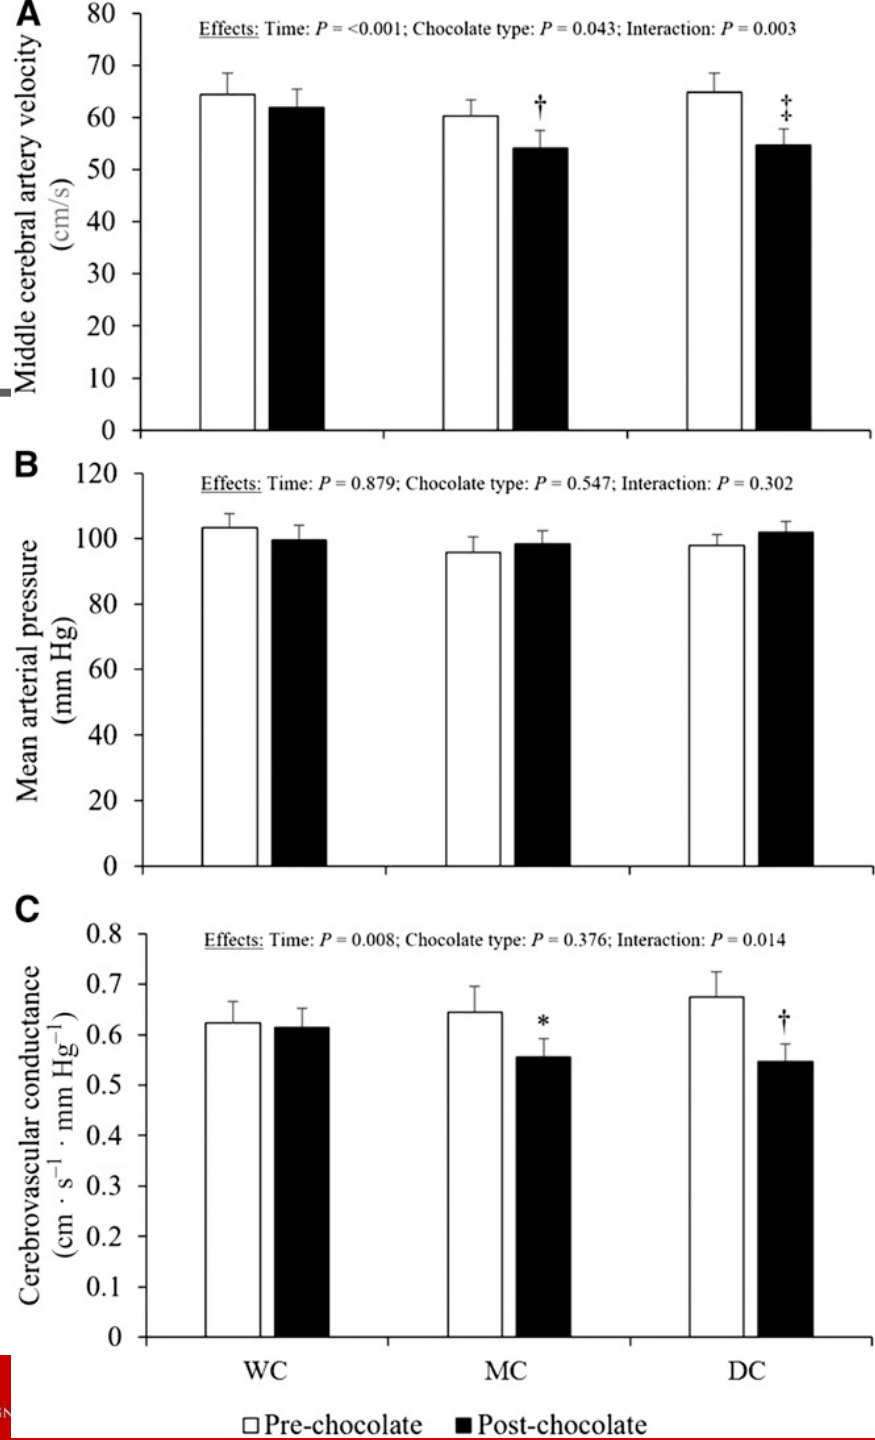 A
Effects: Time: P = <0.001; Chocolate type: P = 0.043; Interaction: P = 0.003
Middle cerebral artery velocity
(cm/s)
80
70
60
50
40
30
20
10
0
†
‡
B
Effects: Time: P = 0.879; Chocolate type: P = 0.547; Interaction: P = 0.302
Mean arterial pressure
(mm Hg)
120
100
80
60
40
20
0
C
Effects: Time: P = 0.008; Chocolate type: P = 0.376; Interaction: P = 0.014
Cerebrovascular conductance
(cm · s⁻¹ · mm Hg⁻¹)
0.8
0.7
0.6
0.5
0.4
0.3
0.2
0.1
0
*
†
WC MC DC
Pre-chocolate Post-chocolate